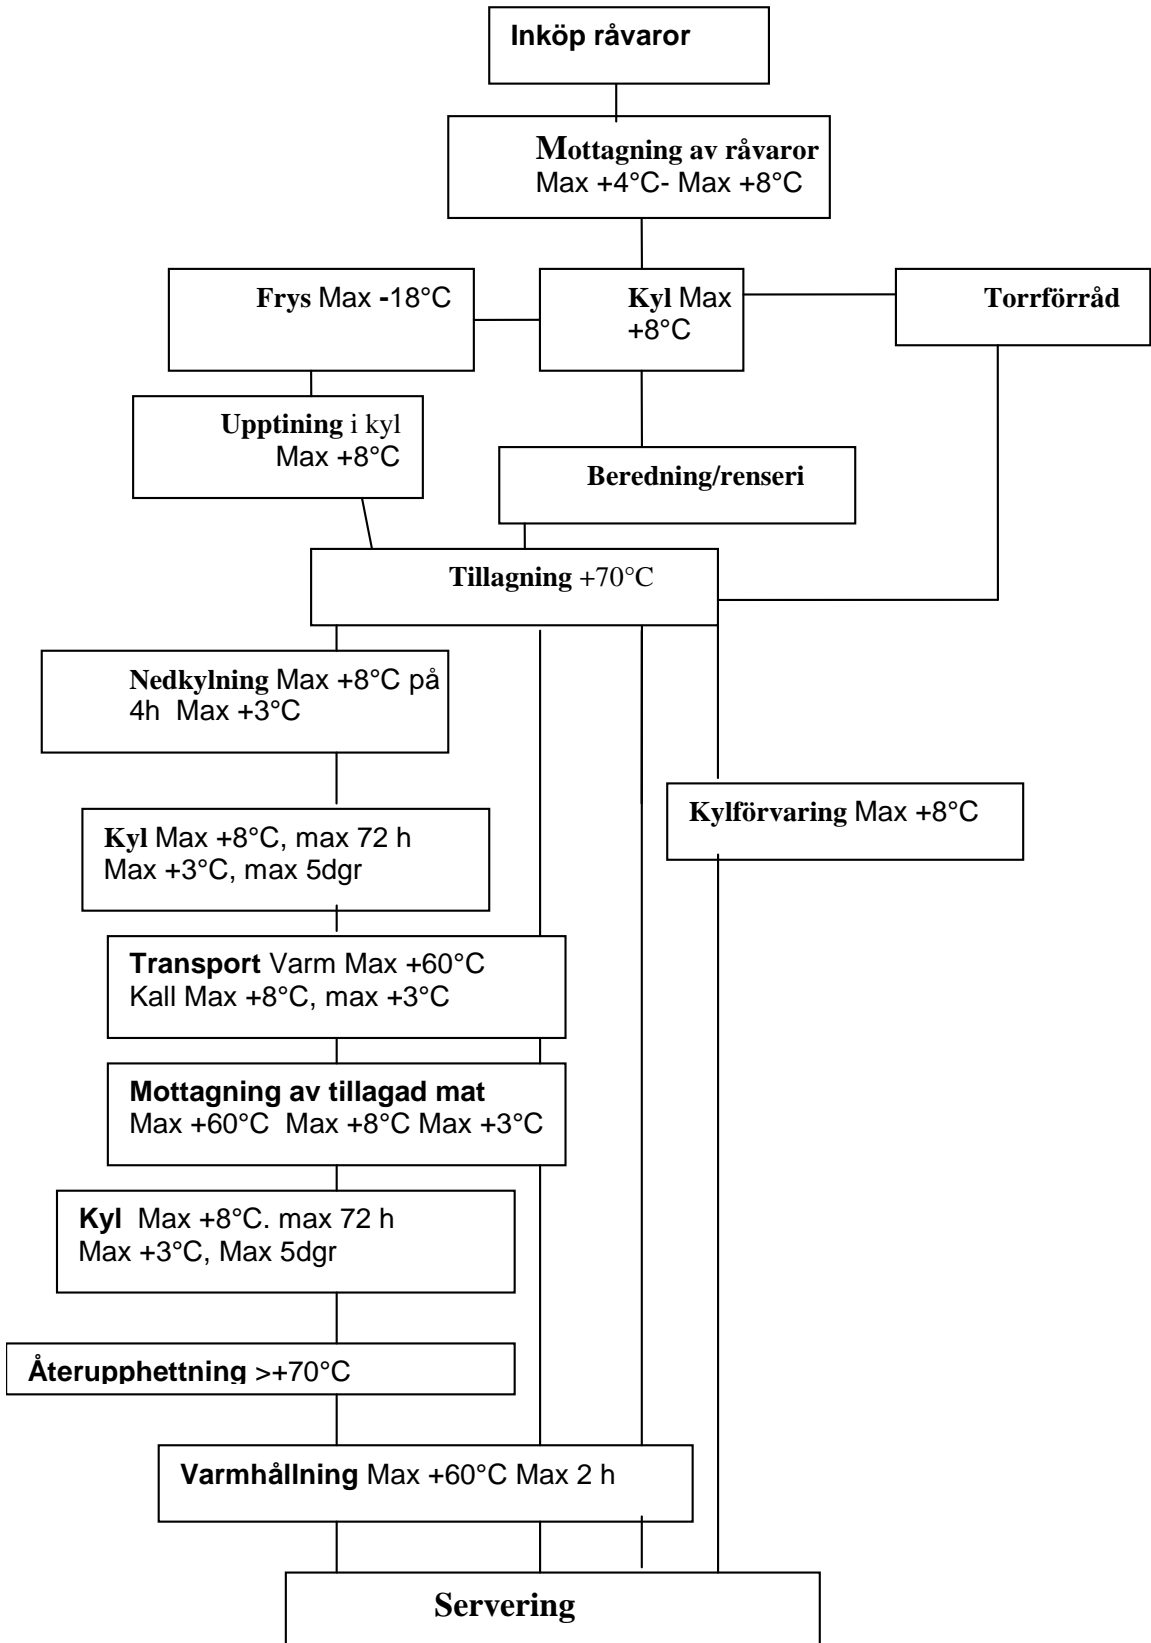 Inköp råvaror
Mottagning av råvaror
Max +4°C- Max +8°C
Frys Max -18°C
Kyl Max
+8°C
Torrförråd
Upptining i kyl
Max +8°C
Beredning/renseri
Tillagning +70°C
Nedkylning Max +8°C på
4h Max +3°C
Kylförvaring Max +8°C
Kyl Max +8°C, max 72 h
Max +3°C, max 5dgr
Transport Varm Max +60°C
Kall Max +8°C, max +3°C
Mottagning av tillagad mat
Max +60°C Max +8°C Max +3°C
Kyl Max +8°C. max 72 h
Max +3°C, Max 5dgr
Återupphettning >+70°C
Varmhållning Max +60°C Max 2 h
Servering